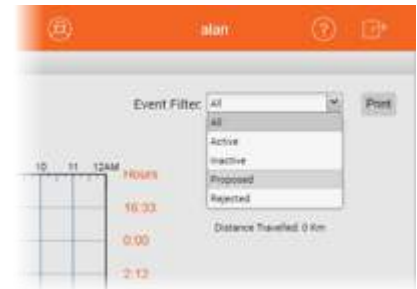 alan
Event Filter: All
Print
All
Active
Inactive
Proposed
Rejected
10 11 12AM
Hours
16:33
0:00
2:12
Distance Travelled: 0 Km